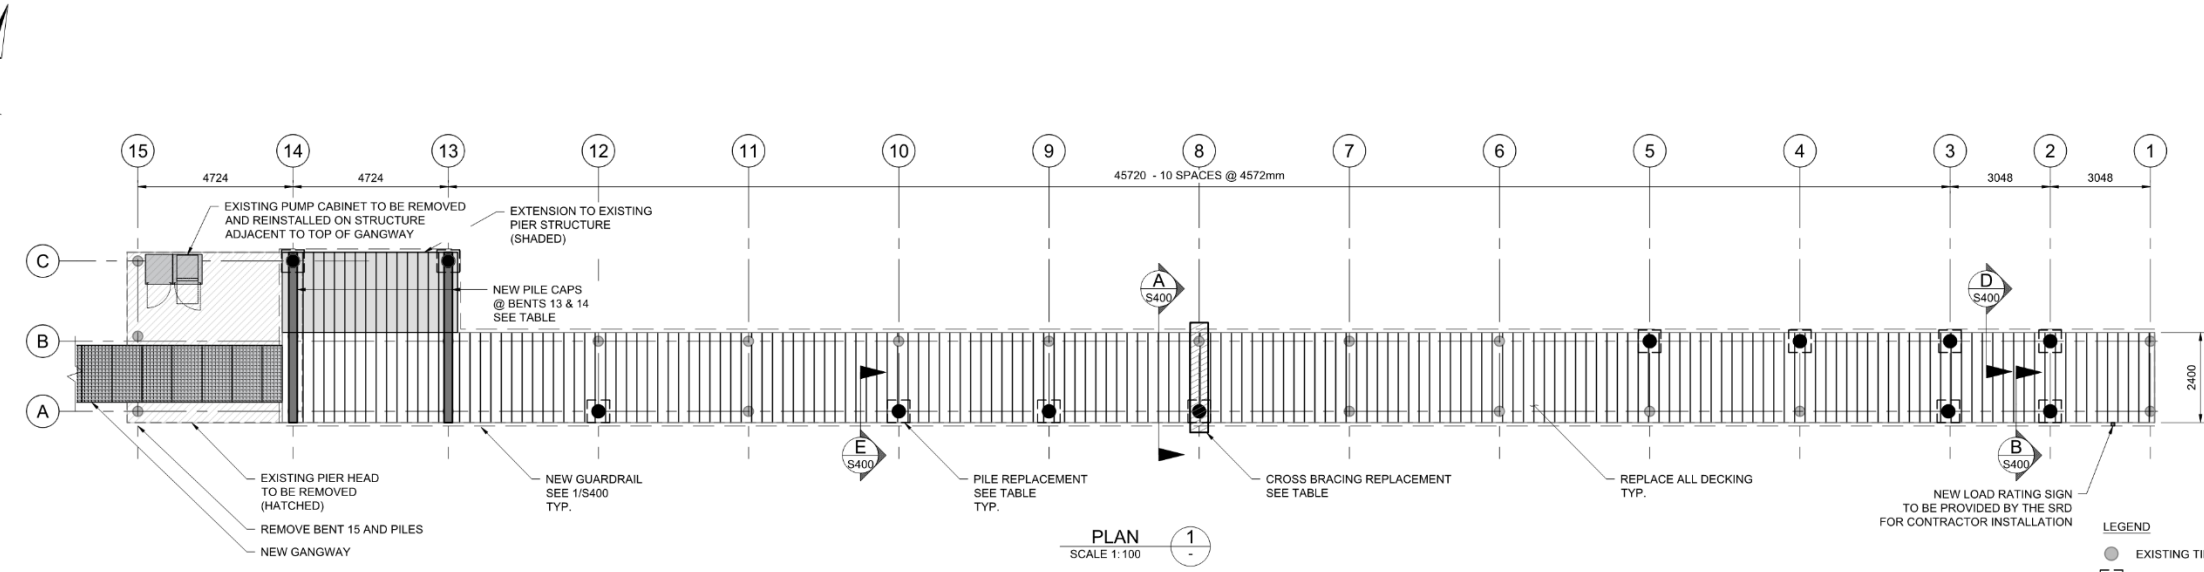 15 14 13 12 11 10 9 8 7 6 5 4 3 2 1
4724 4724 45720 - 10 SPACES @ 4572mm 3048 3048
EXISTING PUMP CABINET TO BE REMOVED
AND REINSTALLED ON STRUCTURE
ADJACENT TO TOP OF GANGWAY
EXTENSION TO EXISTING
PIER STRUCTURE
(SHADED)
C
NEW PILE CAPS
@ BENTS 13 & 14
SEE TABLE
A
S400
D
S400
B
A
2400
E
S400
B
S400
EXISTING PIER HEAD
TO BE REMOVED
(HATCHED)
REMOVE BENT 15 AND PILES
NEW GANGWAY
NEW GUARDRAIL
SEE 1/S400
TYP.
PILE REPLACEMENT
SEE TABLE
TYP.
CROSS BRACING REPLACEMENT
SEE TABLE
REPLACE ALL DECKING
TYP.
NEW LOAD RATING SIGN
TO BE PROVIDED BY THE SRD
FOR CONTRACTOR INSTALLATION
PLAN 1
SCALE 1:100 -
LEGEND
EXISTING